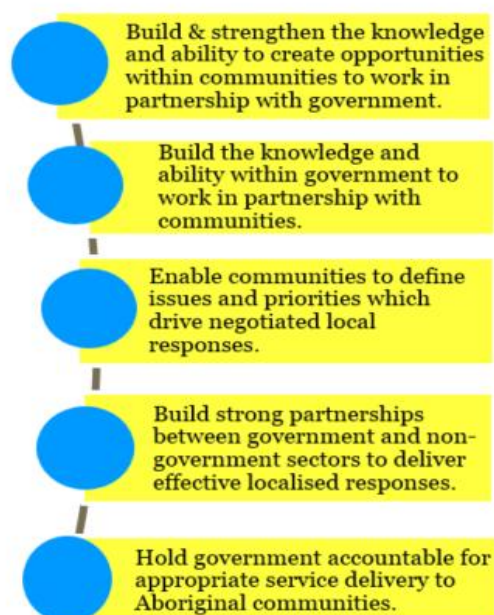 Build & strengthen the knowledge
and ability to create opportunities
within communities to work in
partnership with government.
Build the knowledge and
ability within government to
work in partnership with
communities.
Enable communities to define
issues and priorities which
drive negotiated local
responses.
Build strong partnerships
between government and non-
government sectors to deliver
effective localised responses.
Hold government accountable for
appropriate service delivery to
Aboriginal communities.